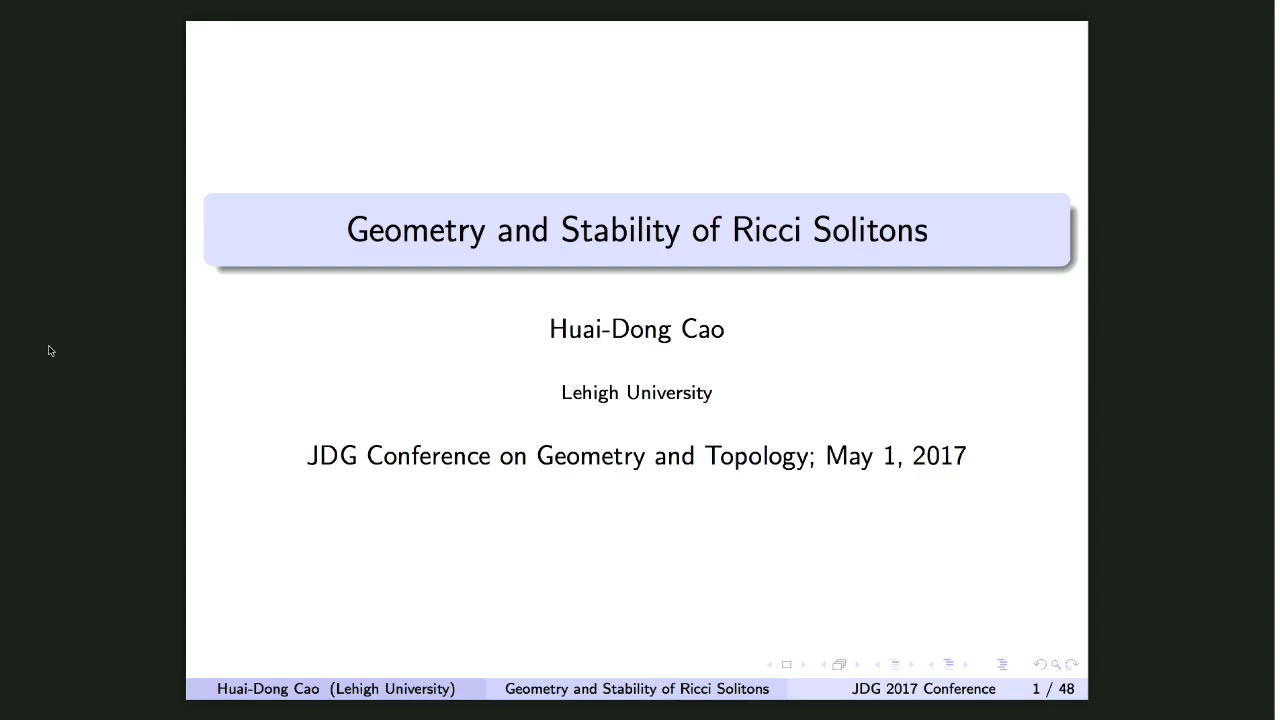 Geometry and Stability of Ricci Solitons
Huai-Dong Cao
Lehigh University
JDG Conference on Geometry and Topology; May 1, 2017
Huai-Dong Cao (Lehigh University) Geometry and Stability of Ricci Solitons JDG 2017 Conference 1 / 48